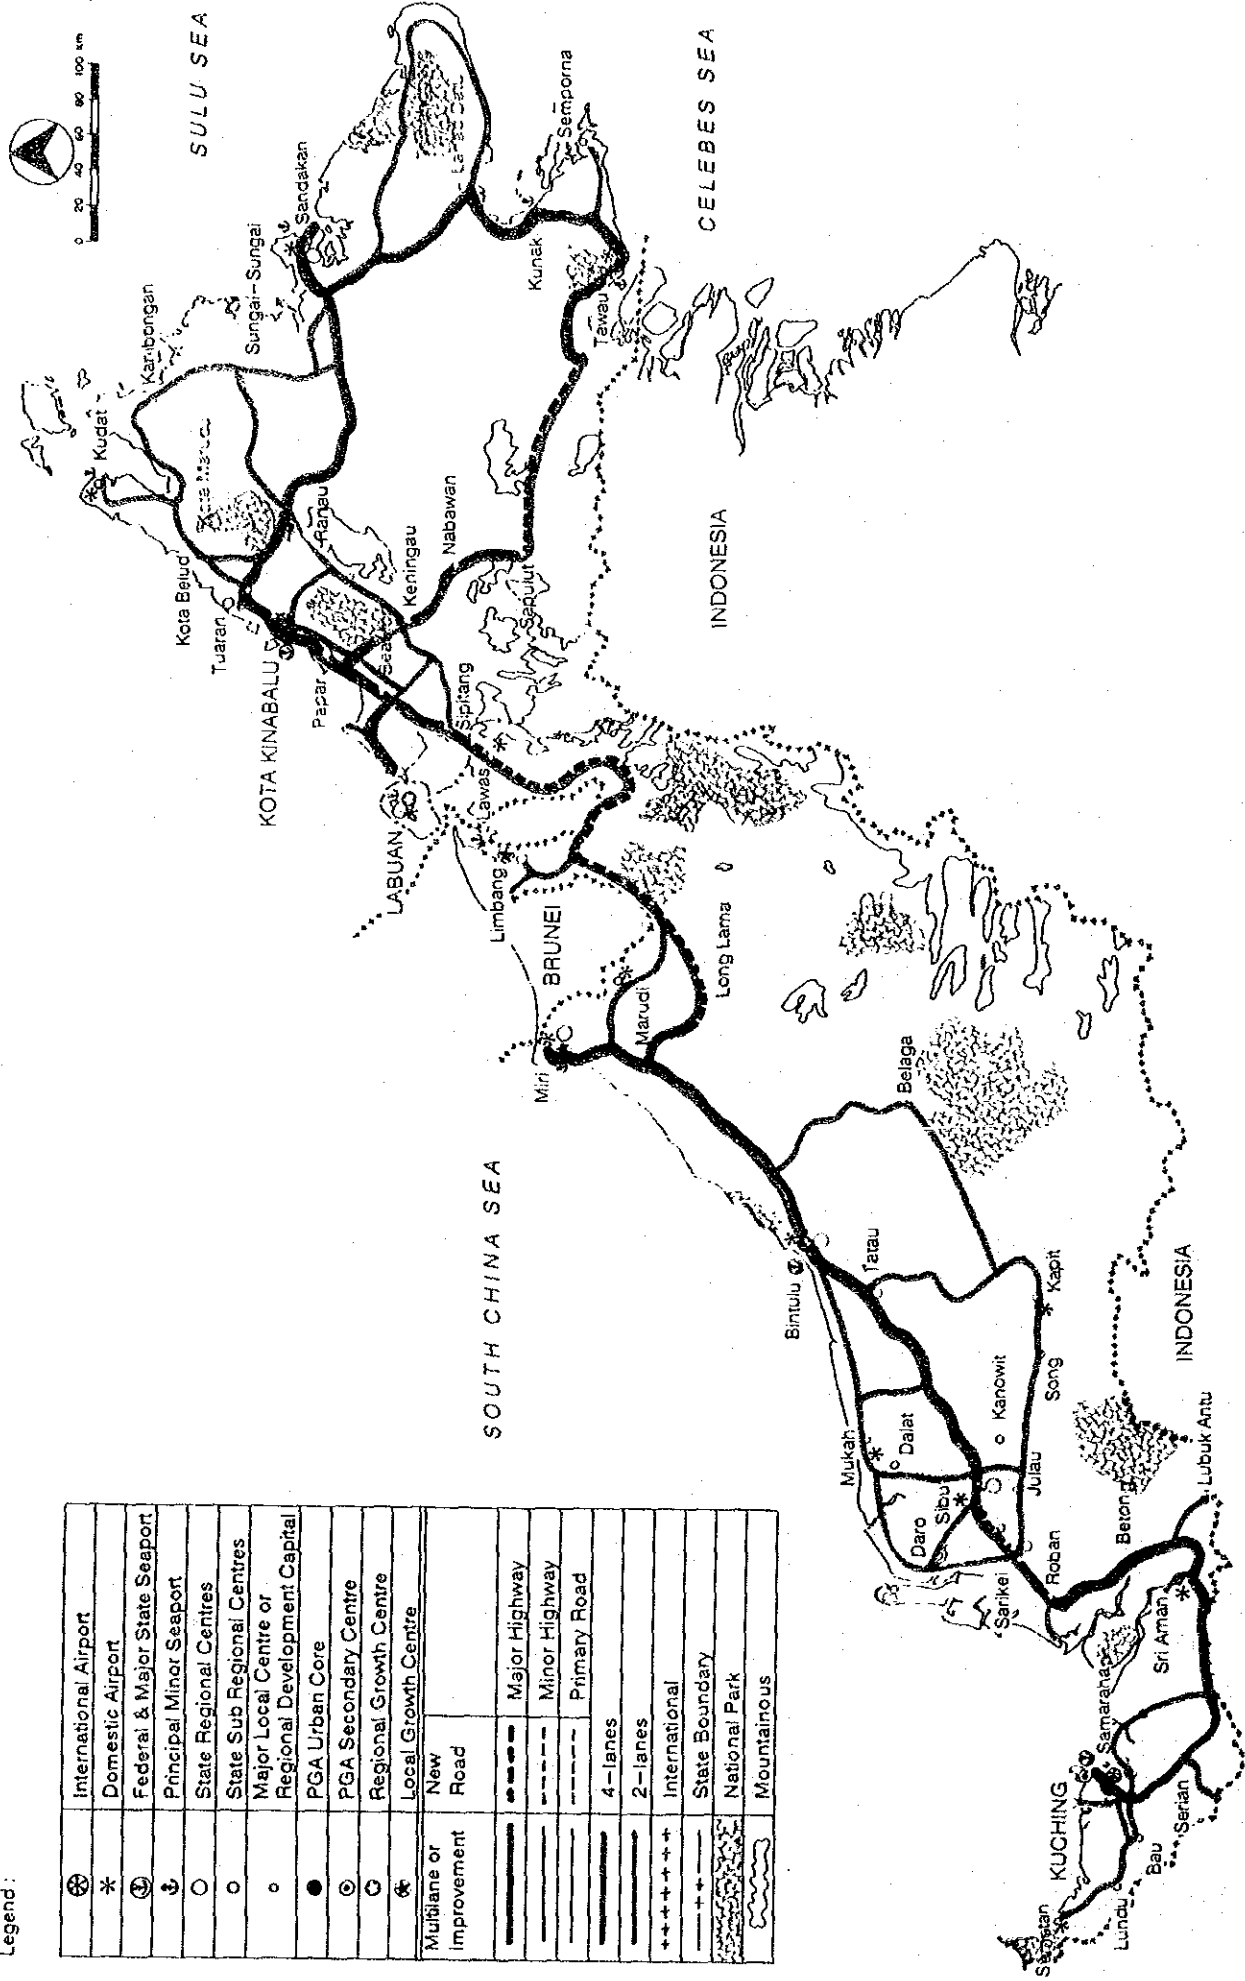 Legend :
International Airport
Domestic Airport
Federal & Major State Seaport
Principal Minor Seaport
State Regional Centres
State Sub Regional Centres
Major Local Centre or
Regional Development Capital
PGA Urban Core
PGA Secondary Centre
Regional Growth Centre
Local Growth Centre
Multilane or
Improvement
New
Road
Major Highway
Minor Highway
Primary Road
4-lanes
2-lanes
International
State Boundary
National Park
Mountainous
0 20 40 60 80 100 km
SULU SEA
CELEBES SEA
SOUTH CHINA SEA
Kudat
Kanibongan
Sungai-Sungai
Sandakan
Kota Marudu
Kota Belud
Tuaran
KOTA KINABALU
Ranau
Papar
Keningau
Nabawan
Sapulut
Kunak
Semporna
Tawau
Sipitang
LABUAN
Lawas
Limbang
BRUNEI
INDONESIA
Miri
Marudi
Long Lama
Belaga
Bintulu
Tatau
Mukah
Dalat
Daro
Sibu
Kanowit
Song
Kapit
Julau
Sarikei
Roban
Beton
Lubuk Antu
INDONESIA
Sri Aman
Samarahan
KUCHING
Serian
Bau
Lundu